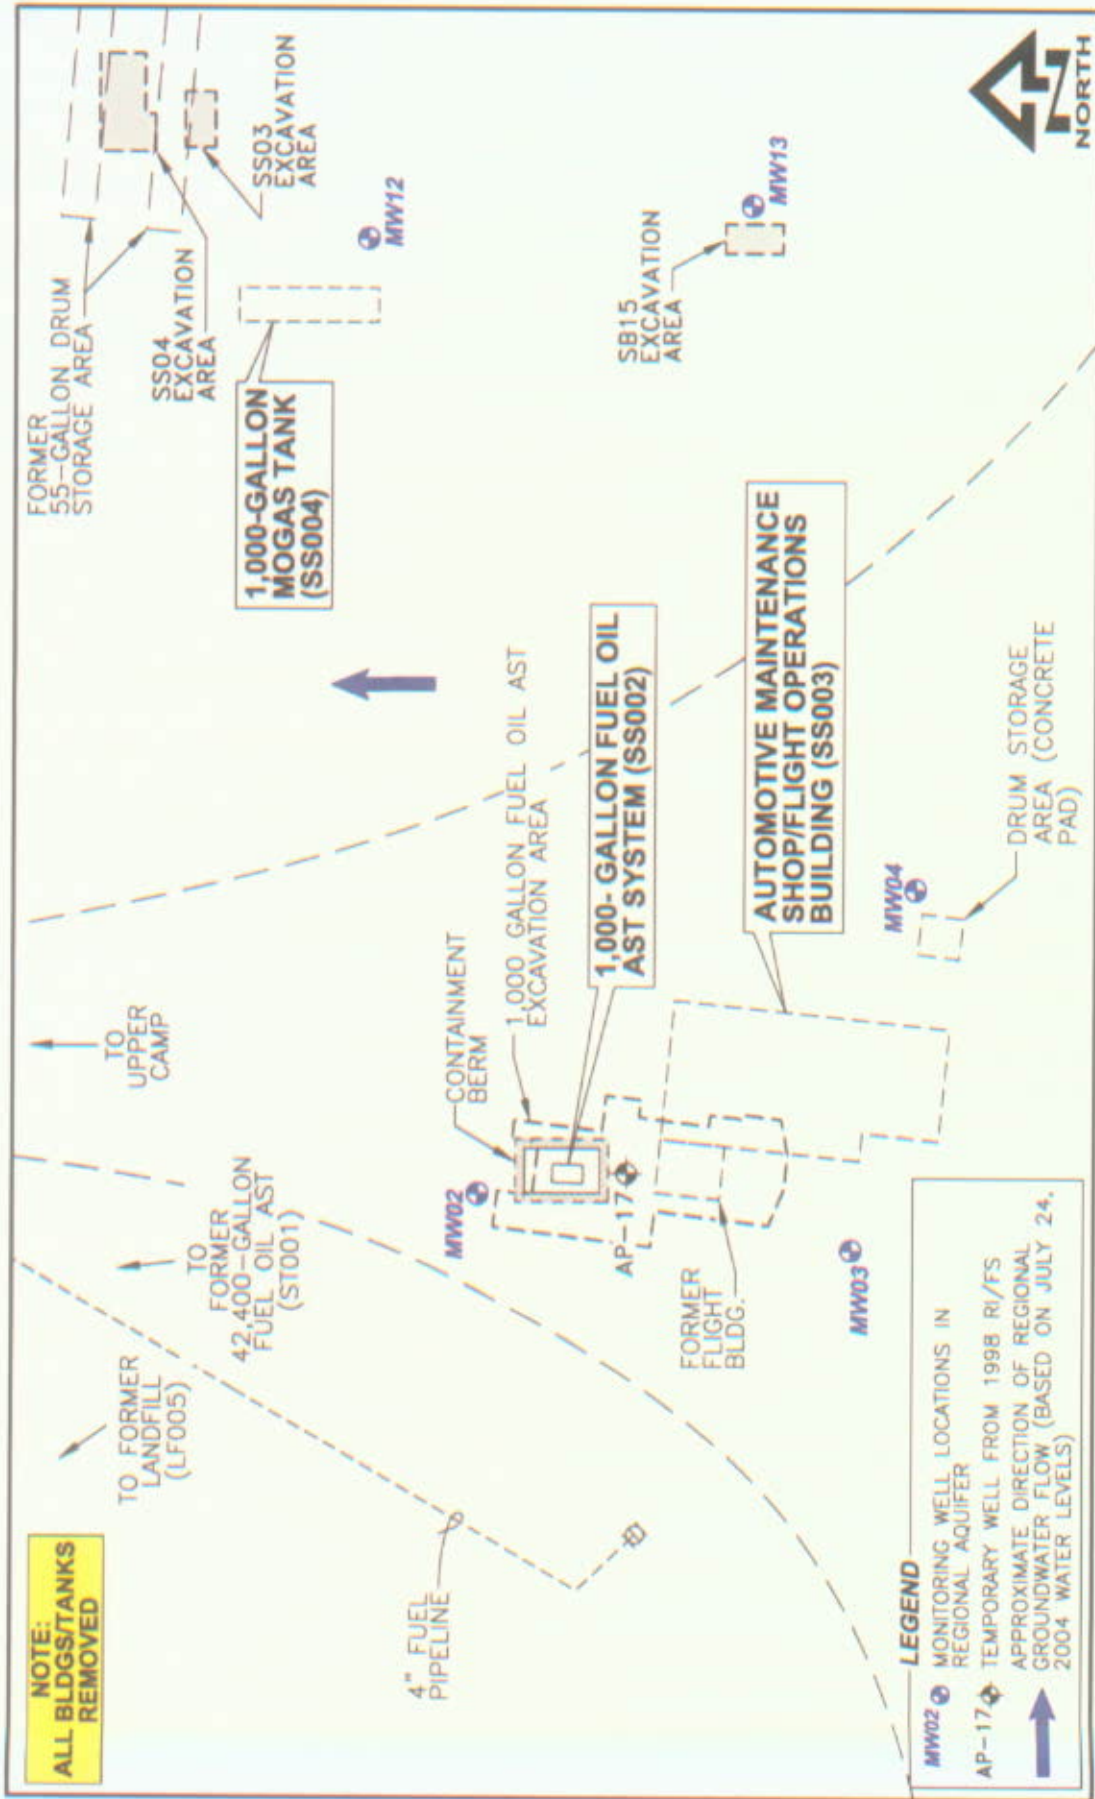 NOTE:
ALL BLDGS/TANKS
REMOVED
TO FORMER
LANDFILL
(LF005)
TO
FORMER
42,400-GALLON
FUEL OIL AST
(ST001)
TO
UPPER
CAMP
FORMER
55-GALLON DRUM
STORAGE AREA
SS04
EXCAVATION
AREA
SS03
EXCAVATION
AREA
1,000-GALLON
MOGAS TANK
(SS004)
MW12
4" FUEL
PIPELINE
MW02
CONTAINMENT
BERM
1,000 GALLON FUEL OIL AST
EXCAVATION AREA
1,000- GALLON FUEL OIL
AST SYSTEM (SS002)
AP-17
FORMER
FLIGHT
BLDG.
AUTOMOTIVE MAINTENANCE
SHOP/FLIGHT OPERATIONS
BUILDING (SS003)
SB15
EXCAVATION
AREA
MW13
MW03
MW04
DRUM STORAGE
AREA (CONCRETE
PAD)
LEGEND
MW02 MONITORING WELL LOCATIONS IN
REGIONAL AQUIFER
AP-17 TEMPORARY WELL FROM 1998 RI/FS
APPROXIMATE DIRECTION OF REGIONAL
GROUNDWATER FLOW (BASED ON JULY 24,
2004 WATER LEVELS)
NORTH